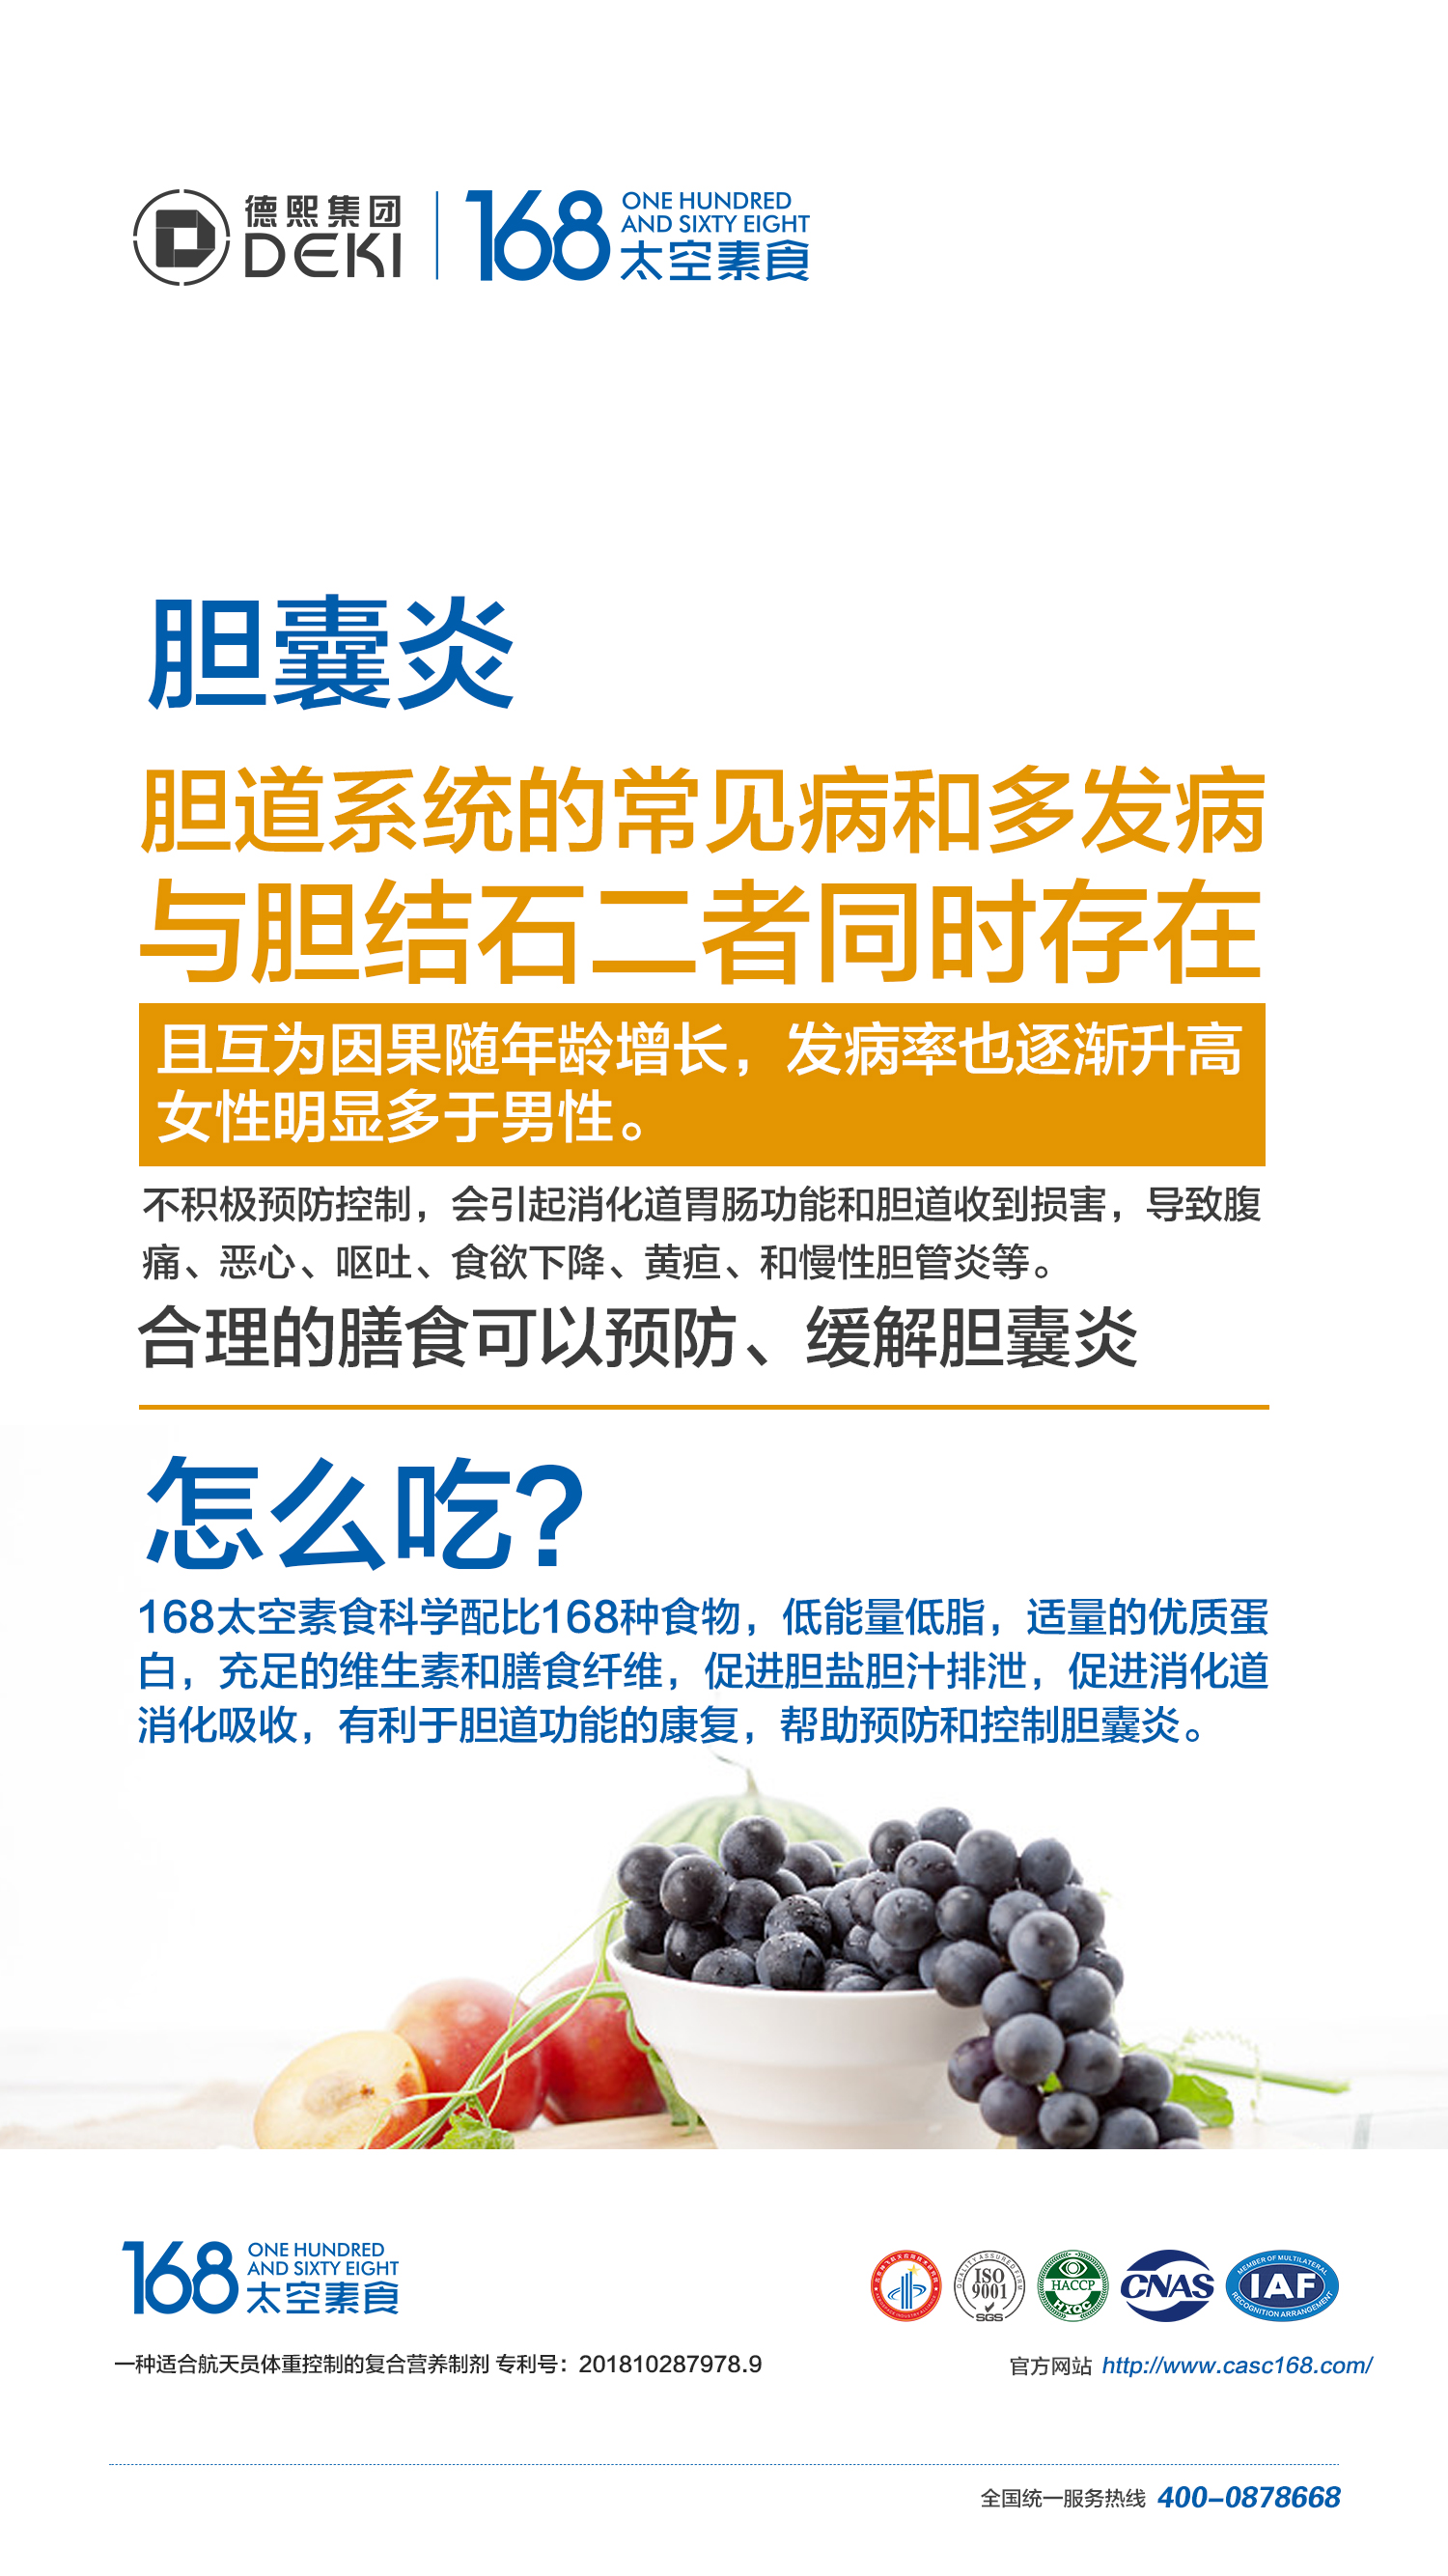 德熙集团
DEKI
168
ONE HUNDRED
AND SIXTY EIGHT
太空素食
胆囊炎
胆道系统的常见病和多发病
与胆结石二者同时存在
且互为因果随年龄增长，发病率也逐渐升高
女性明显多于男性。
不积极预防控制，会引起消化道胃肠功能和胆道收到损害，导致腹
痛、恶心、呕吐、食欲下降、黄疸、和慢性胆管炎等。
合理的膳食可以预防、缓解胆囊炎
怎么吃?
168太空素食科学配比168种食物，低能量低脂，适量的优质蛋
白，充足的维生素和膳食纤维，促进胆盐胆汁排泄，促进消化道
消化吸收，有利于胆道功能的康复，帮助预防和控制胆囊炎。
168
ONE HUNDRED
AND SIXTY EIGHT
太空素食
QUALITY ASSURED FIRM
ISO
9001
SGS
HACCP
HXQC
CNAS
MEMBER OF MULTILATERAL
IAF
RECOGNITION ARRANGEMENT
一种适合航天员体重控制的复合营养制剂 专利号：201810287978.9
官方网站 http://www.casc168.com/
全国统一服务热线 400-0878668